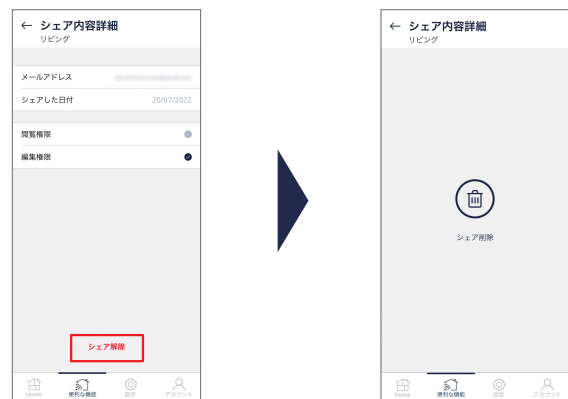 シェア内容詳細
リビング
メールアドレス
シェアした日付 20/07/2022
閲覧権限
編集権限
シェア解除
Home 便利な機能 設定 アカウント
シェア内容詳細
リビング
シェア削除
Home 便利な機能 設定 アカウント